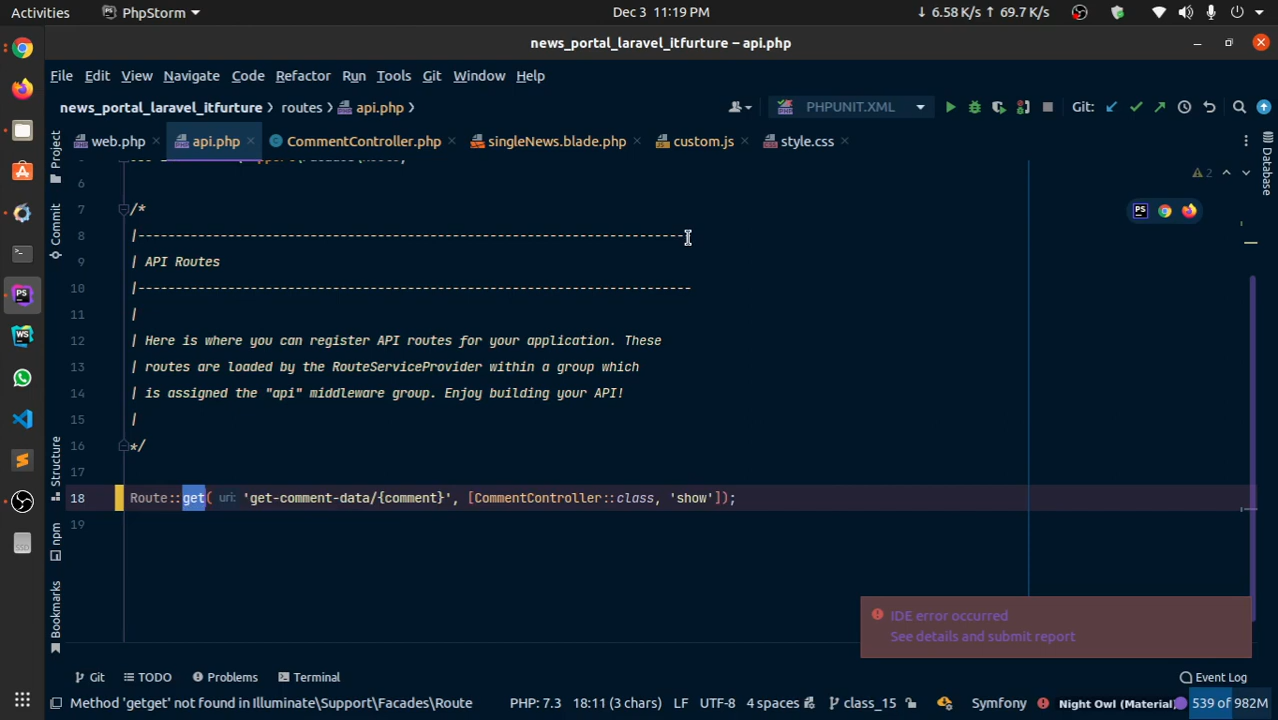 Activities PhpStorm Dec 3 11:19 PM ↓ 6.58 K/s ↑ 69.7 K/s
news_portal_laravel_itfurture – api.php
File Edit View Navigate Code Refactor Run Tools Git Window Help
news_portal_laravel_itfurture routes api.php PHPUNIT.XML Git:
web.php api.php CommentController.php singleNews.blade.php custom.js style.css
Project
Commit
Structure
npm
Bookmarks
Database
2
6
7 /*
8 |--------------------------------------------------------------------------
9 | API Routes
10 |--------------------------------------------------------------------------
11 |
12 | Here is where you can register API routes for your application. These
13 | routes are loaded by the RouteServiceProvider within a group which
14 | is assigned the "api" middleware group. Enjoy building your API!
15 |
16 */
17
18 Route::get( uri: 'get-comment-data/{comment}', [CommentController::class, 'show']);
19
IDE error occurred
See details and submit report
Git TODO Problems Terminal Event Log
Method 'getget' not found in Illuminate\Support\Facades\Route PHP: 7.3 18:11 (3 chars) LF UTF-8 4 spaces class_15 Symfony Night Owl (Material) 539 of 982M